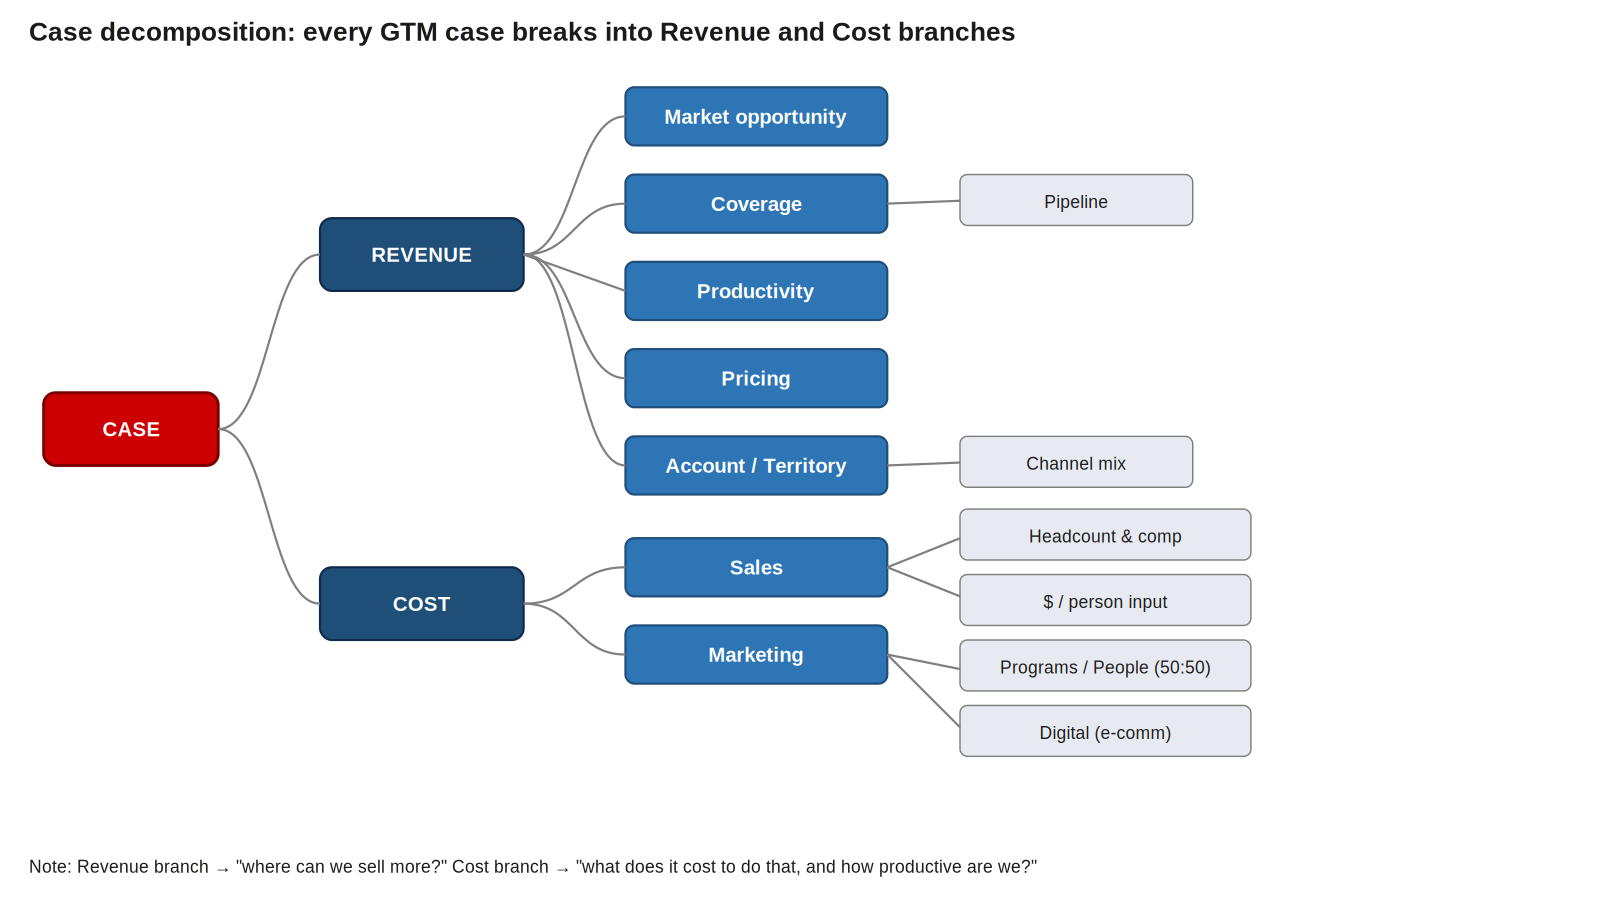 Case decomposition: every GTM case breaks into Revenue and Cost branches
Market opportunity
Coverage
Pipeline
REVENUE
Productivity
Pricing
CASE
Account / Territory
Channel mix
Headcount & comp
Sales
COST
$ / person input
Marketing
Programs / People (50:50)
Digital (e-comm)
Note: Revenue branch → "where can we sell more?" Cost branch → "what does it cost to do that, and how productive are we?"